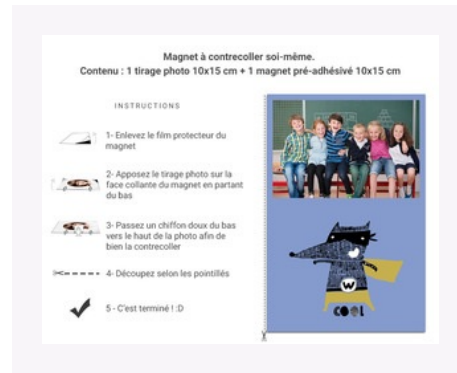 Magnet à contrecoller soi-même.
Contenu : 1 tirage photo 10x15 cm + 1 magnet pré-adhésivé 10x15 cm
INSTRUCTIONS
1- Enlevez le film protecteur du
magnet
2- Apposez le tirage photo sur la
face collante du magnet en partant
du bas
3- Passez un chiffon doux du bas
vers le haut de la photo afin de
bien la contrecoller
4- Découpez selon les pointillés
5 - C'est terminé ! :D
W
COOL